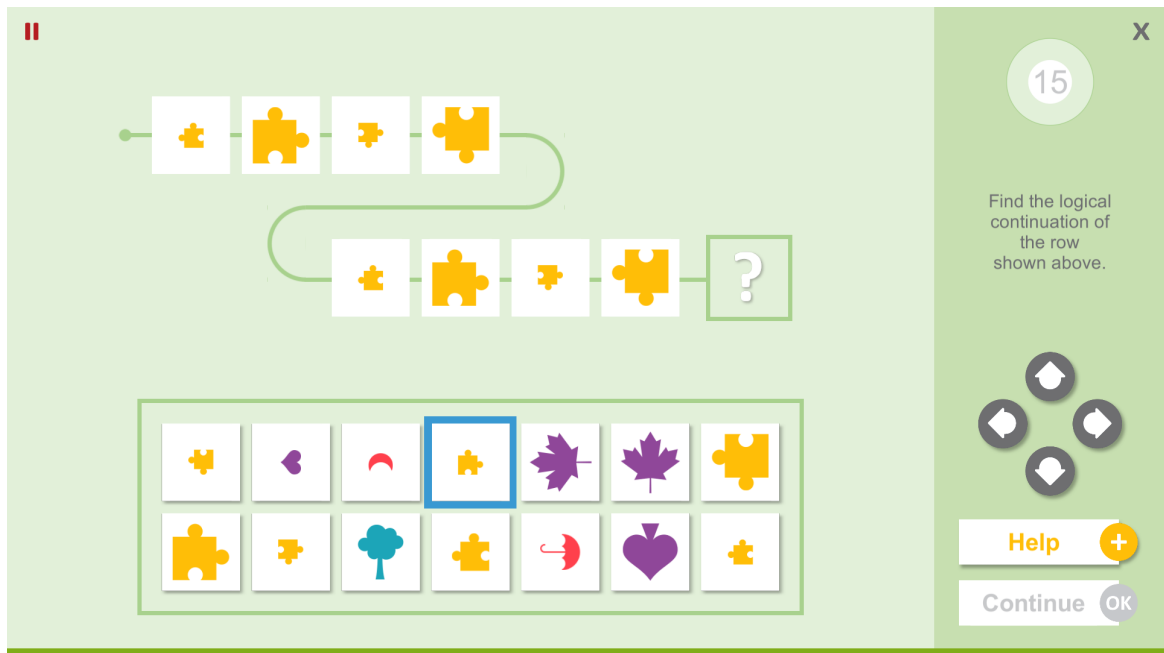 X
15
Find the logical
continuation of
the row
shown above.
?
Help +
Continue OK